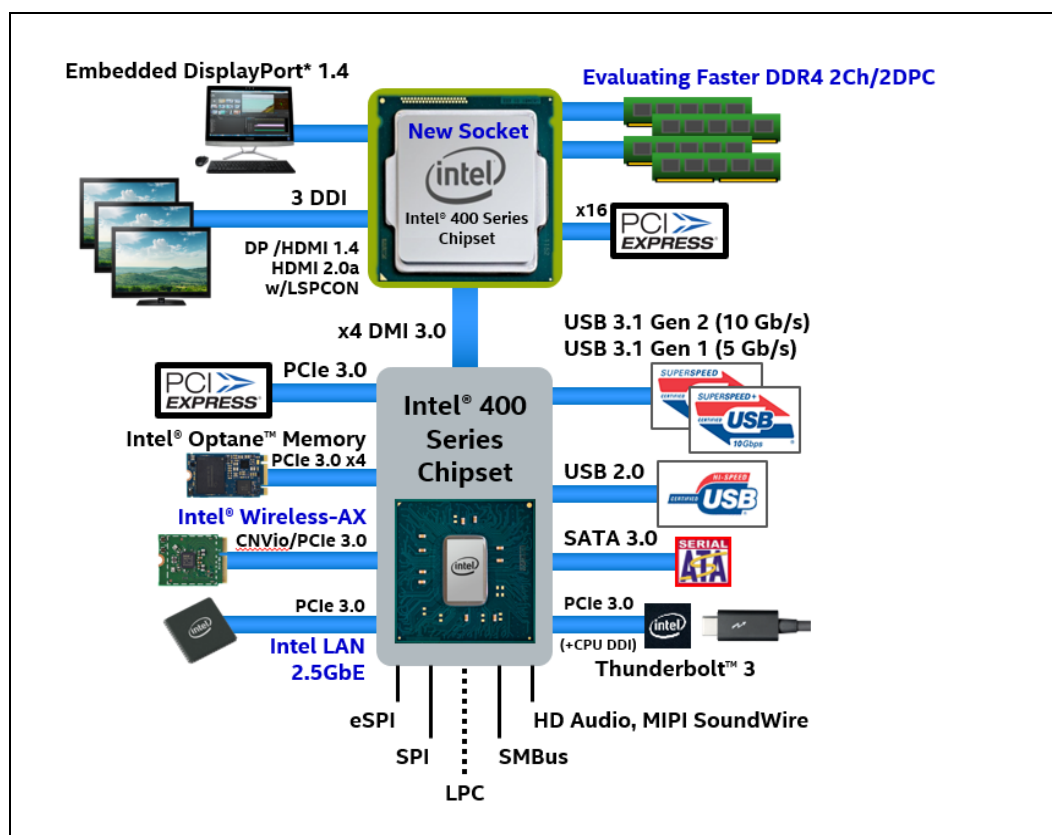 Embedded DisplayPort* 1.4
Evaluating Faster DDR4 2Ch/2DPC
New Socket
intel
Intel® 400 Series
Chipset
3 DDI
DP /HDMI 1.4
HDMI 2.0a
w/LSPCON
x16
PCI
EXPRESS®
x4 DMI 3.0
USB 3.1 Gen 2 (10 Gb/s)
USB 3.1 Gen 1 (5 Gb/s)
PCI
EXPRESS®
PCIe 3.0
Intel® 400
Series
Chipset
SUPERSPEED
CERTIFIED
SUPERSPEED+
CERTIFIED USB
10Gbps
Intel® Optane™ Memory
PCIe 3.0 x4
USB 2.0
HI-SPEED
CERTIFIED USB
Intel® Wireless-AX
CNVio/PCIe 3.0
SATA 3.0
SERIAL
ATA
intel
PCIe 3.0
intel
Intel LAN
2.5GbE
PCIe 3.0
(+CPU DDI)
intel
Thunderbolt™ 3
eSPI
SPI
LPC
SMBus
HD Audio, MIPI SoundWire